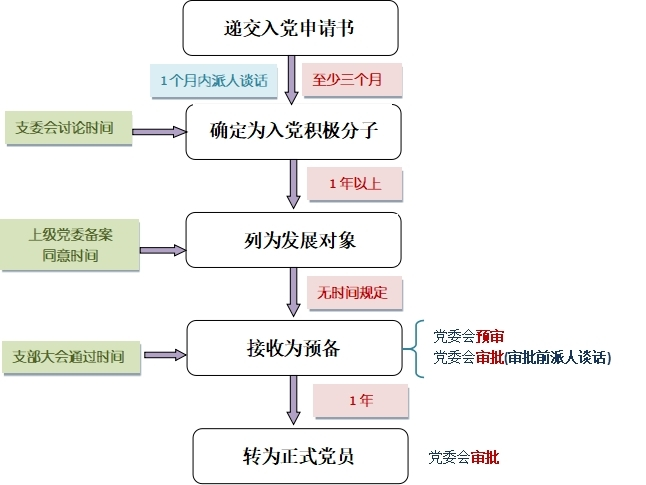 递交入党申请书
1个月内派人谈话
至少三个月
支委会讨论时间
确定为入党积极分子
1年以上
上级党委备案
同意时间
列为发展对象
无时间规定
支部大会通过时间
接收为预备
党委会预审
党委会审批(审批前派人谈话)
1年
转为正式党员
党委会审批